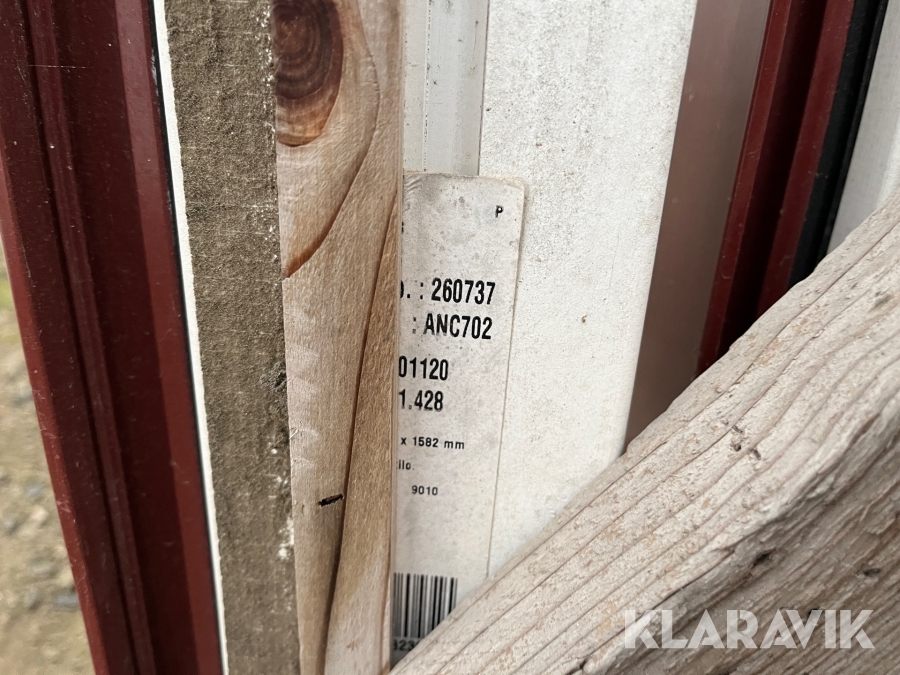 P
. : 260737
: ANC702
01120
1.428
x 1582 mm
9010
KLARAVIK